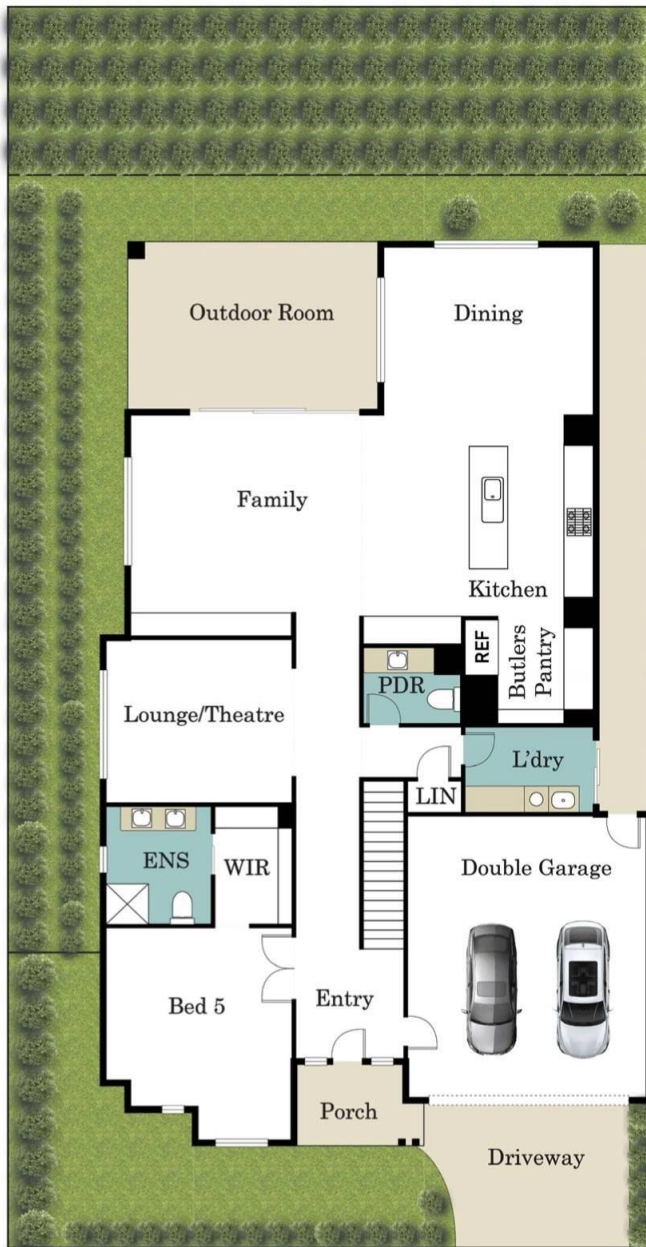 Outdoor Room
Dining
Family
Kitchen
REF
Butlers
Pantry
PDR
Lounge/Theatre
L'dry
LIN
ENS
WIR
Double Garage
Bed 5
Entry
Porch
Driveway